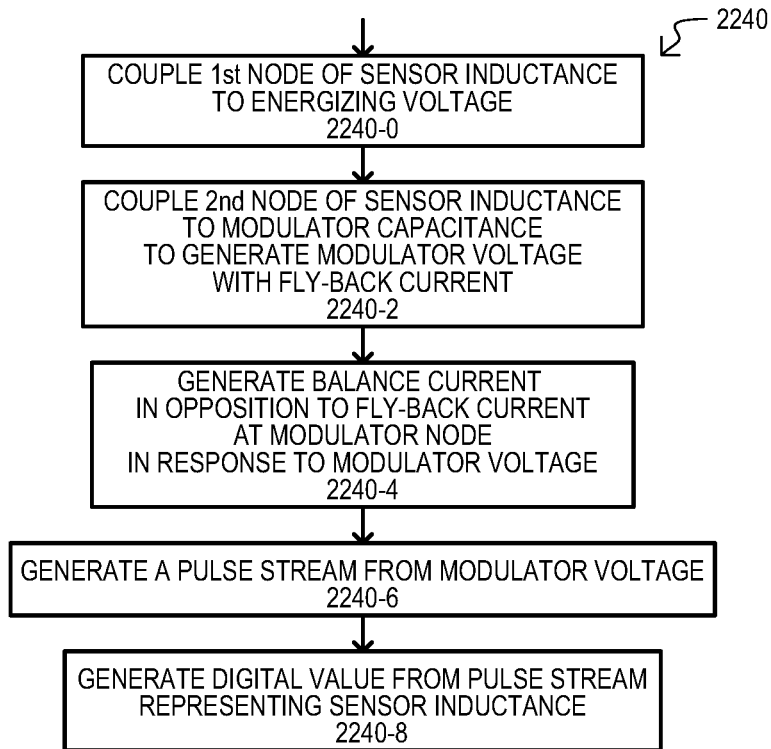 2240
COUPLE 1st NODE OF SENSOR INDUCTANCE
TO ENERGIZING VOLTAGE
2240-0
COUPLE 2nd NODE OF SENSOR INDUCTANCE
TO MODULATOR CAPACITANCE
TO GENERATE MODULATOR VOLTAGE
WITH FLY-BACK CURRENT
2240-2
GENERATE BALANCE CURRENT
IN OPPOSITION TO FLY-BACK CURRENT
AT MODULATOR NODE
IN RESPONSE TO MODULATOR VOLTAGE
2240-4
GENERATE A PULSE STREAM FROM MODULATOR VOLTAGE
2240-6
GENERATE DIGITAL VALUE FROM PULSE STREAM
REPRESENTING SENSOR INDUCTANCE
2240-8